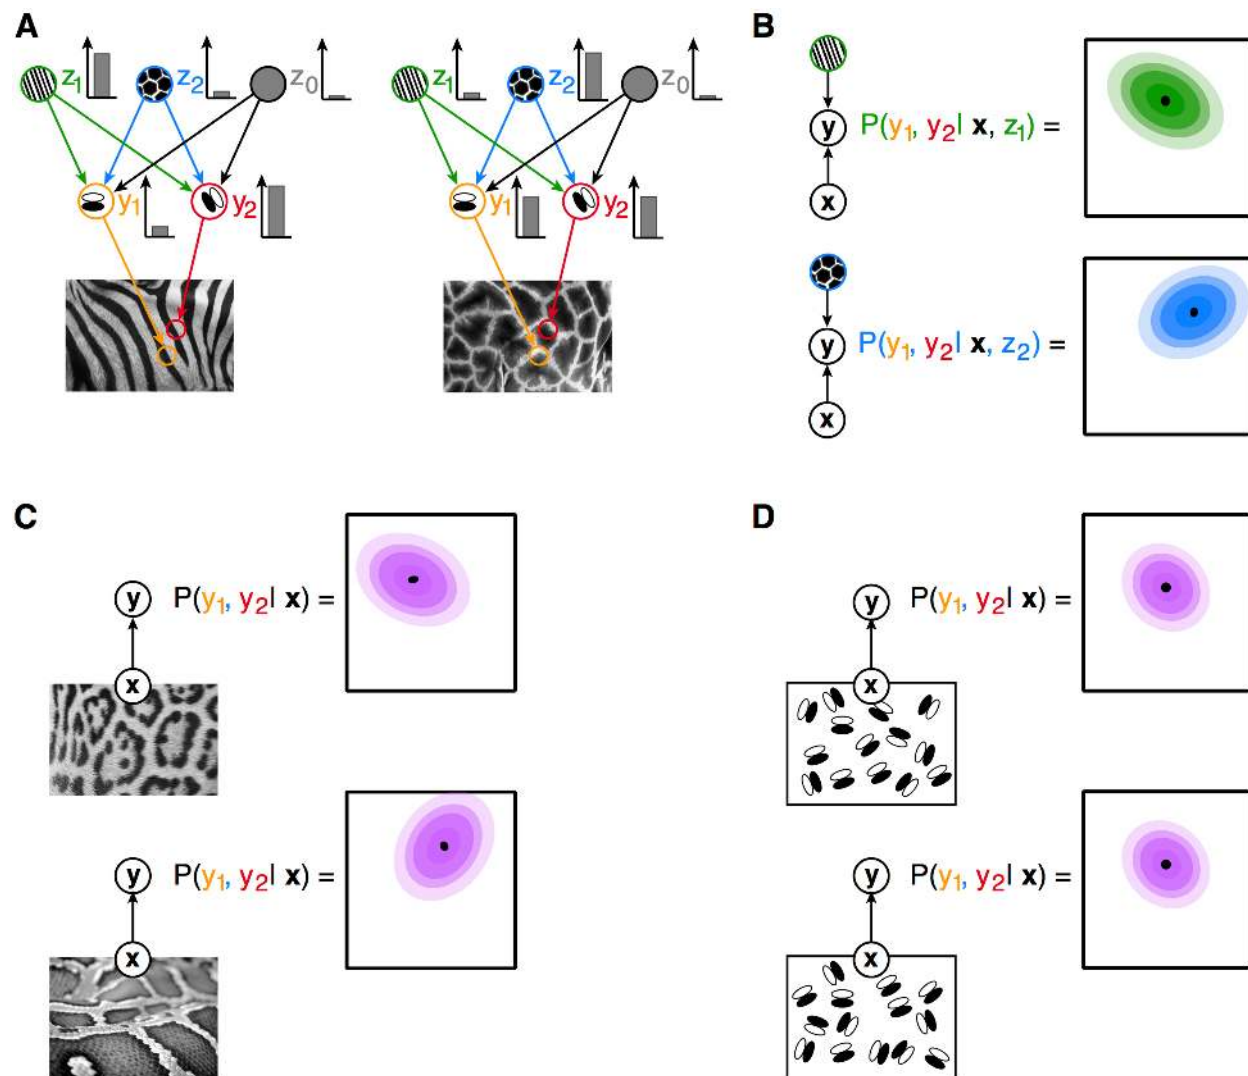 A
z1 z2 z0
y1 y2
z1 z2 z0
y1 y2
B
y P(y1, y2| x, z1) =
x
y P(y1, y2| x, z2) =
x
C
y P(y1, y2| x) =
x
y P(y1, y2| x) =
x
D
y P(y1, y2| x) =
x
y P(y1, y2| x) =
x